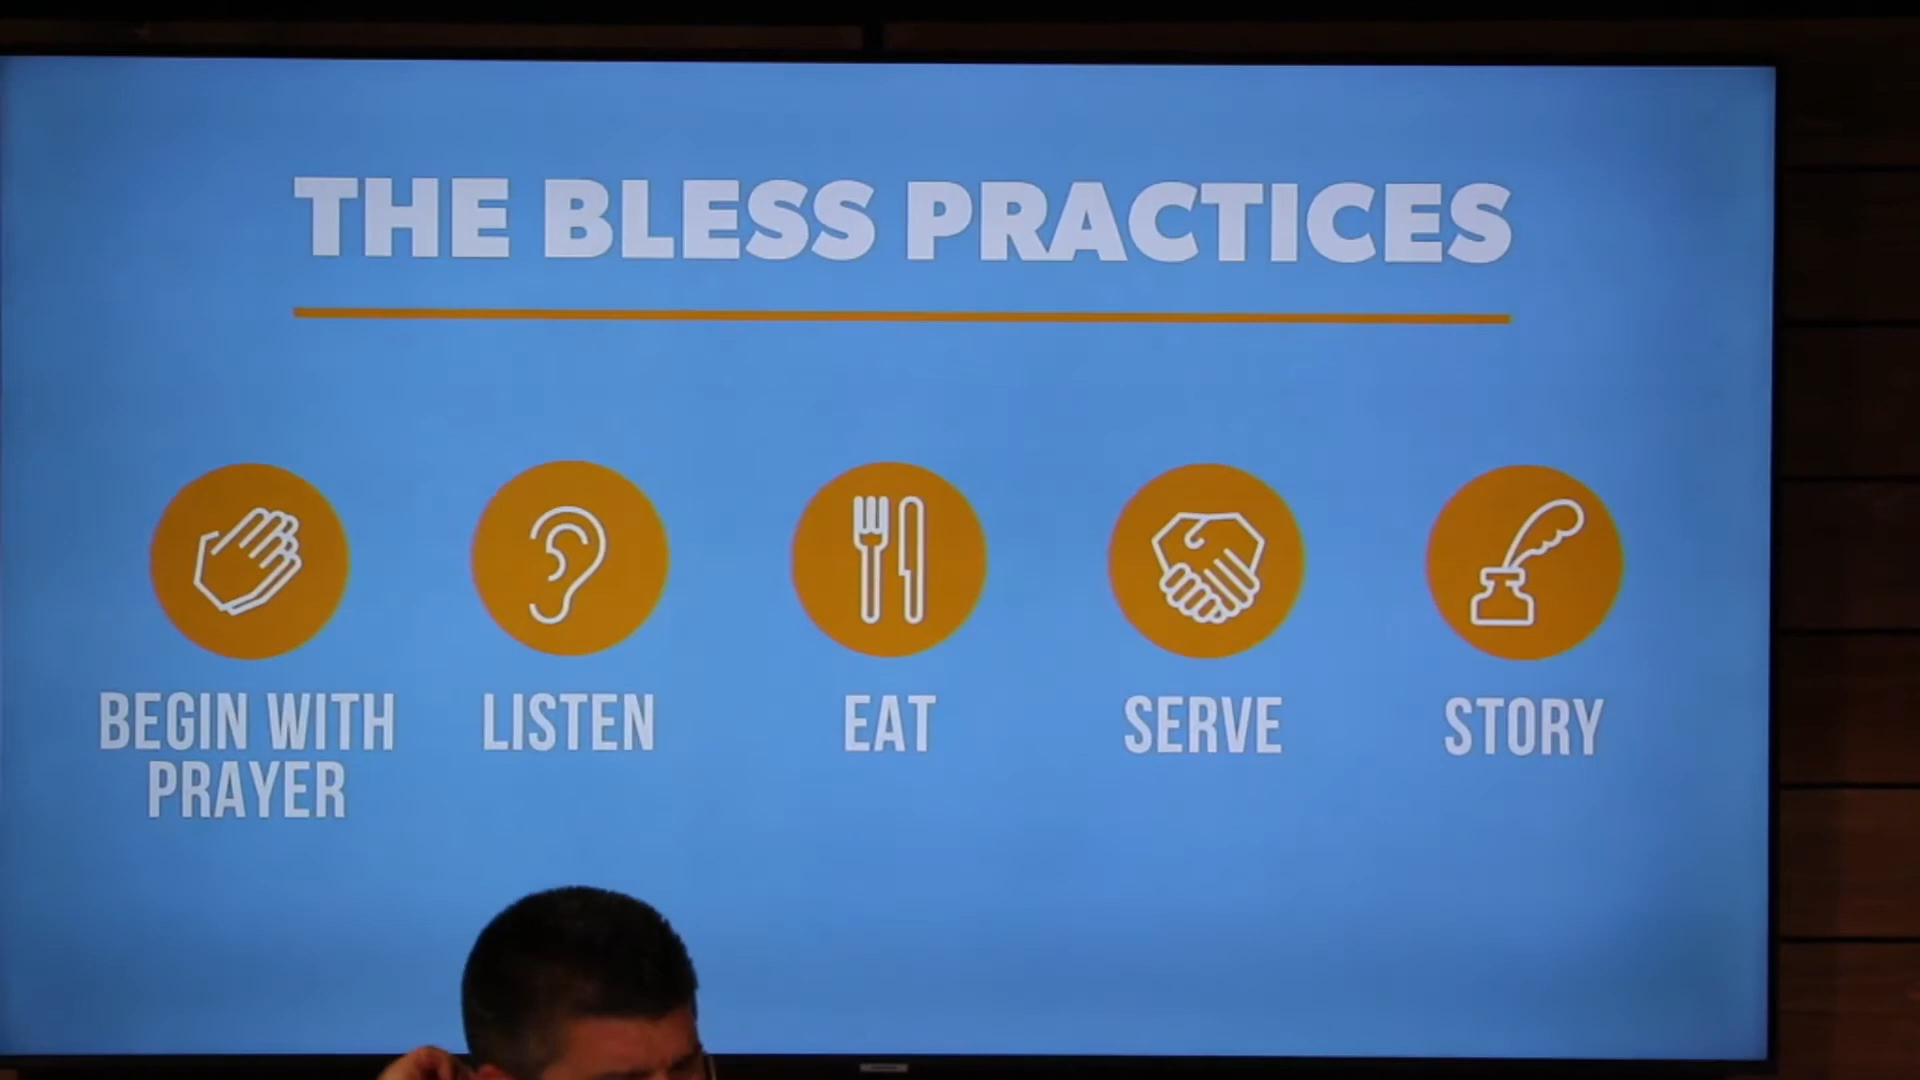 THE BLESS PRACTICES
BEGIN WITH
PRAYER
LISTEN
EAT
SERVE
STORY